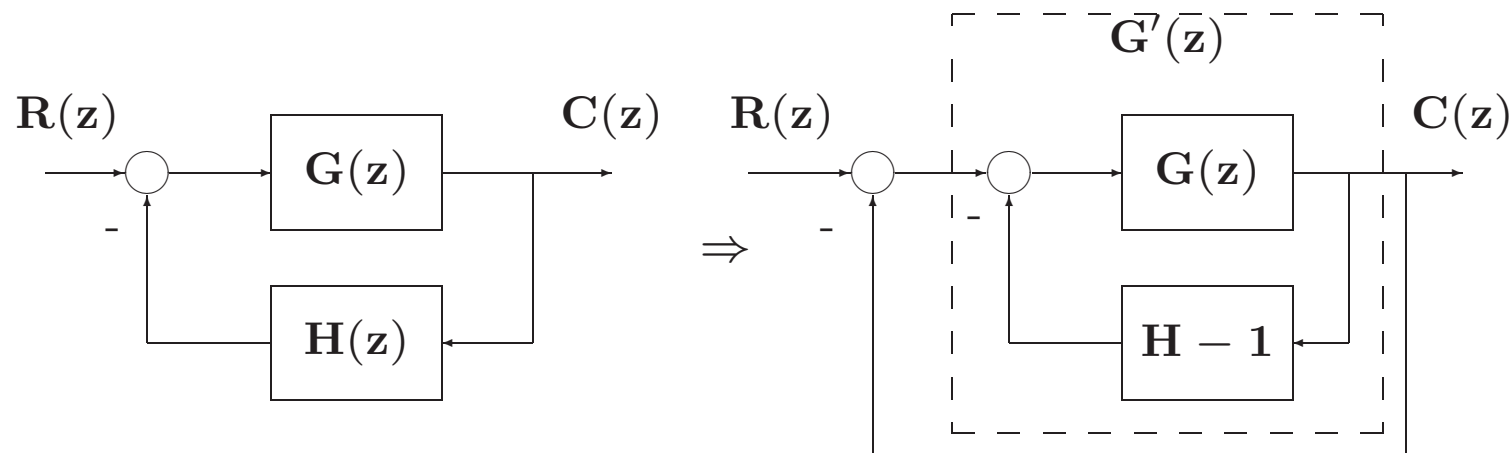 G′(z)
R(z)
C(z)
R(z)
C(z)
G(z)
G(z)
-
-
-
⇒
H(z)
H − 1